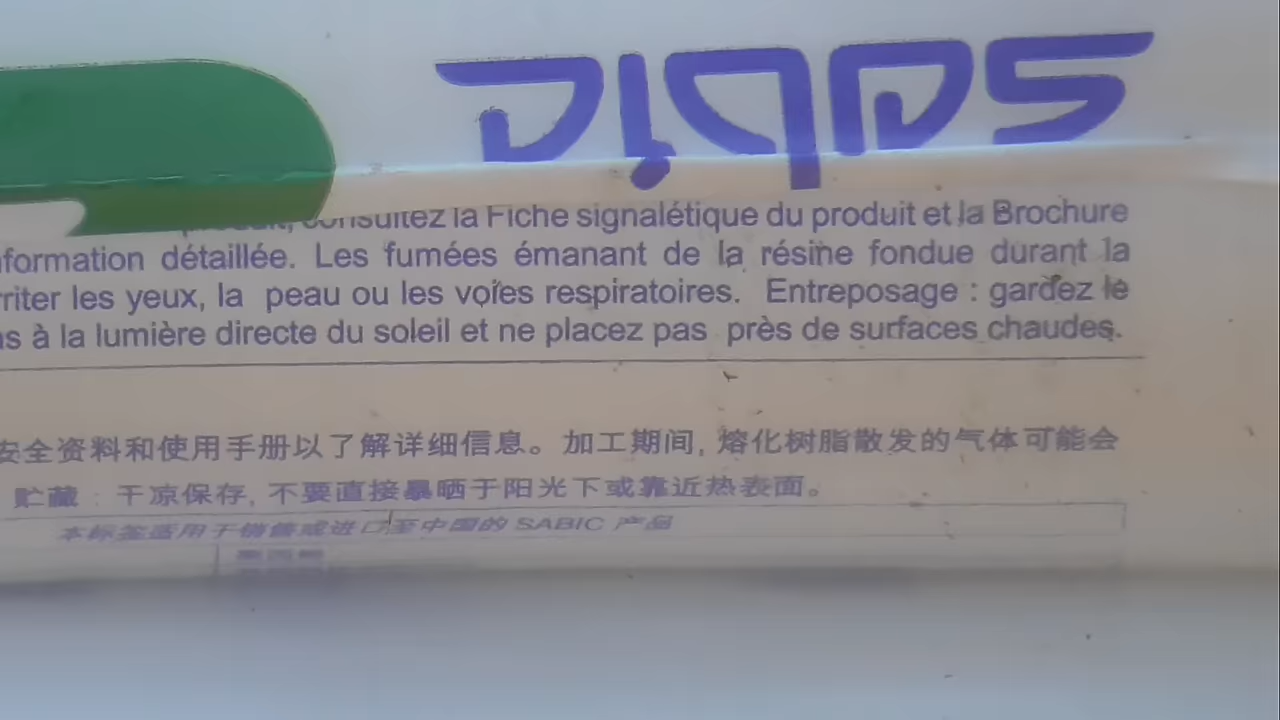 sabic
consultez la Fiche signalétique du produit et la Brochure
formation détaillée. Les fumées émanant de la résine fondue durant la
rriter les yeux, la peau ou les voies respiratoires. Entreposage : gardez le
ns à la lumière directe du soleil et ne placez pas près de surfaces chaudes.
安全资料和使用手册以了解详细信息。加工期间, 熔化树脂散发的气体可能会
贮藏 : 干凉保存, 不要直接暴晒于阳光下或靠近热表面。
本标签适用于销售或进口至中国的 SABIC 产品